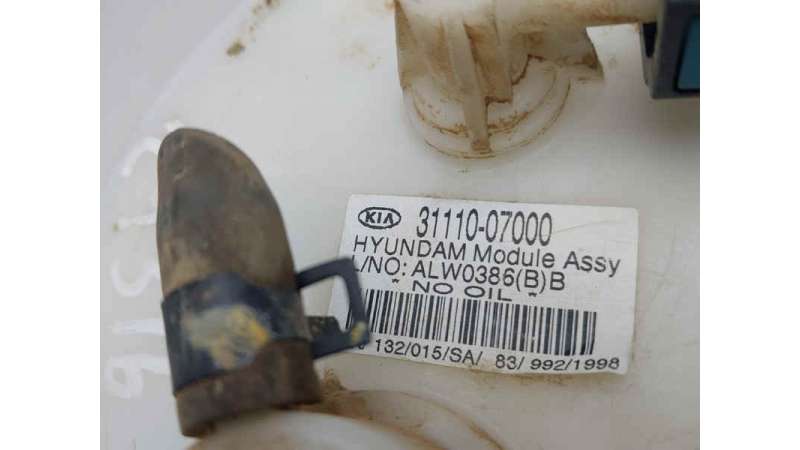 KIA 31110-07000
HYUNDAM Module Assy
L/NO: ALW0386(B)B
* NO OIL *
/ 132/015/SA/ 83/ 992/1998